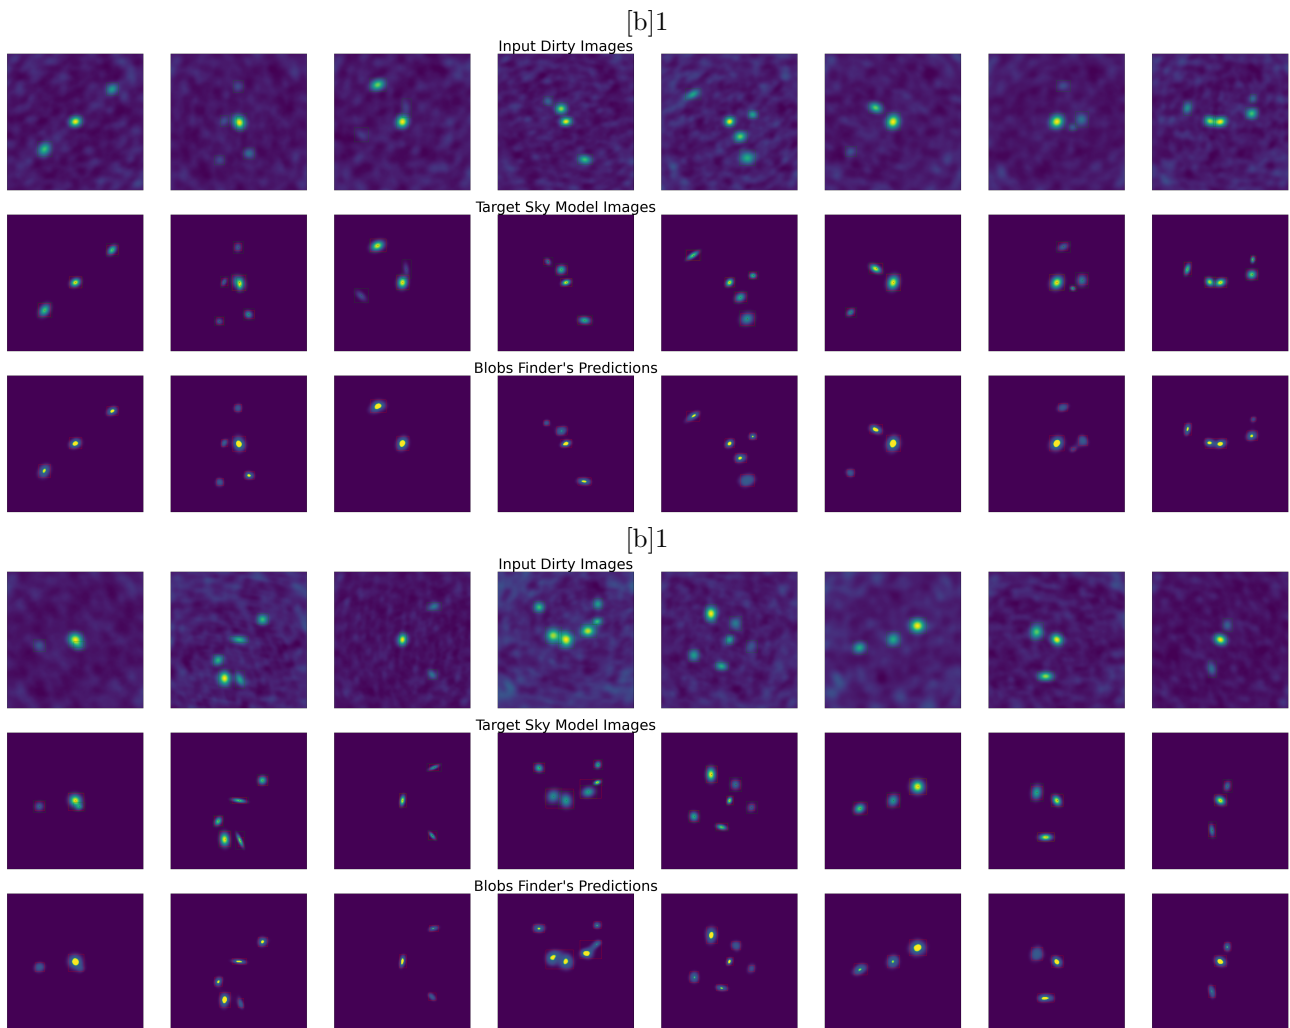 [b]1
Input Dirty Images
Target Sky Model Images
Blobs Finder's Predictions
[b]1
Input Dirty Images
Target Sky Model Images
Blobs Finder's Predictions